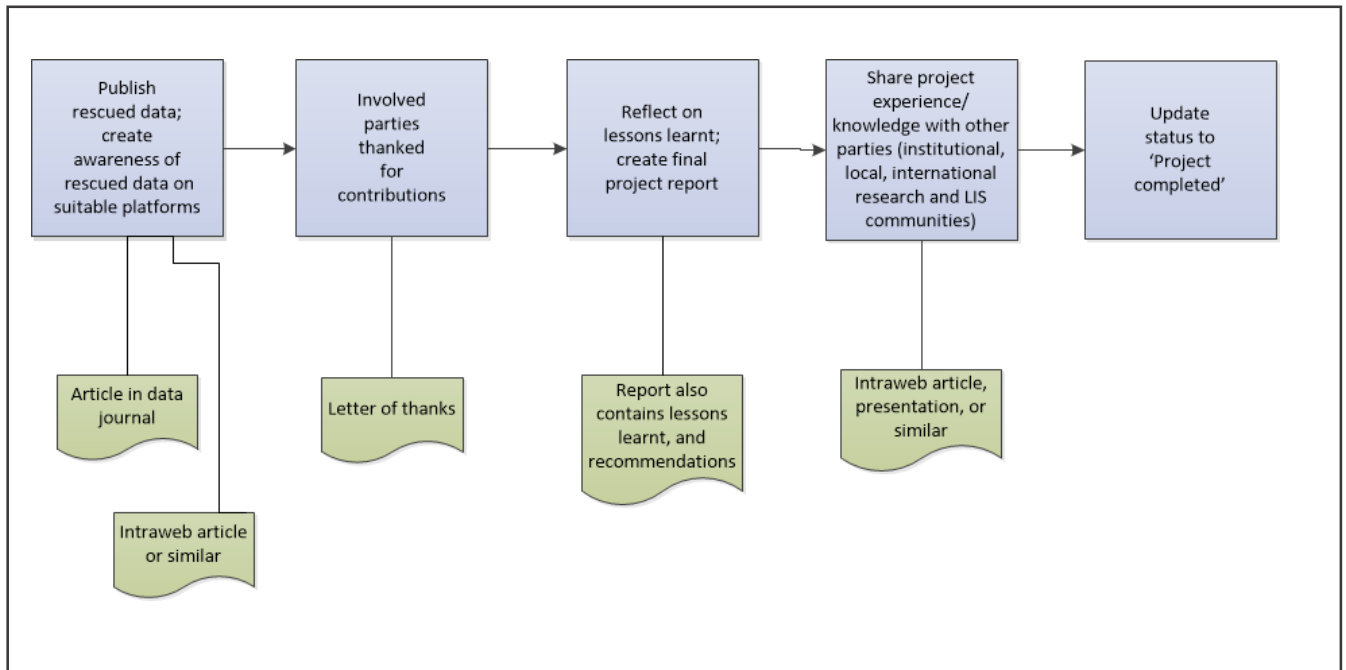 Publish
rescued data;
create
awareness of
rescued data on
suitable platforms
Involved
parties
thanked
for
contributions
Reflect on
lessons learnt;
create final
project report
Share project
experience/
knowledge with other
parties (institutional,
local, international
research and LIS
communities)
Update
status to
‘Project
completed’
Article in data
journal
Intraweb article
or similar
Letter of thanks
Report also
contains lessons
learnt, and
recommendations
Intraweb article,
presentation, or
similar